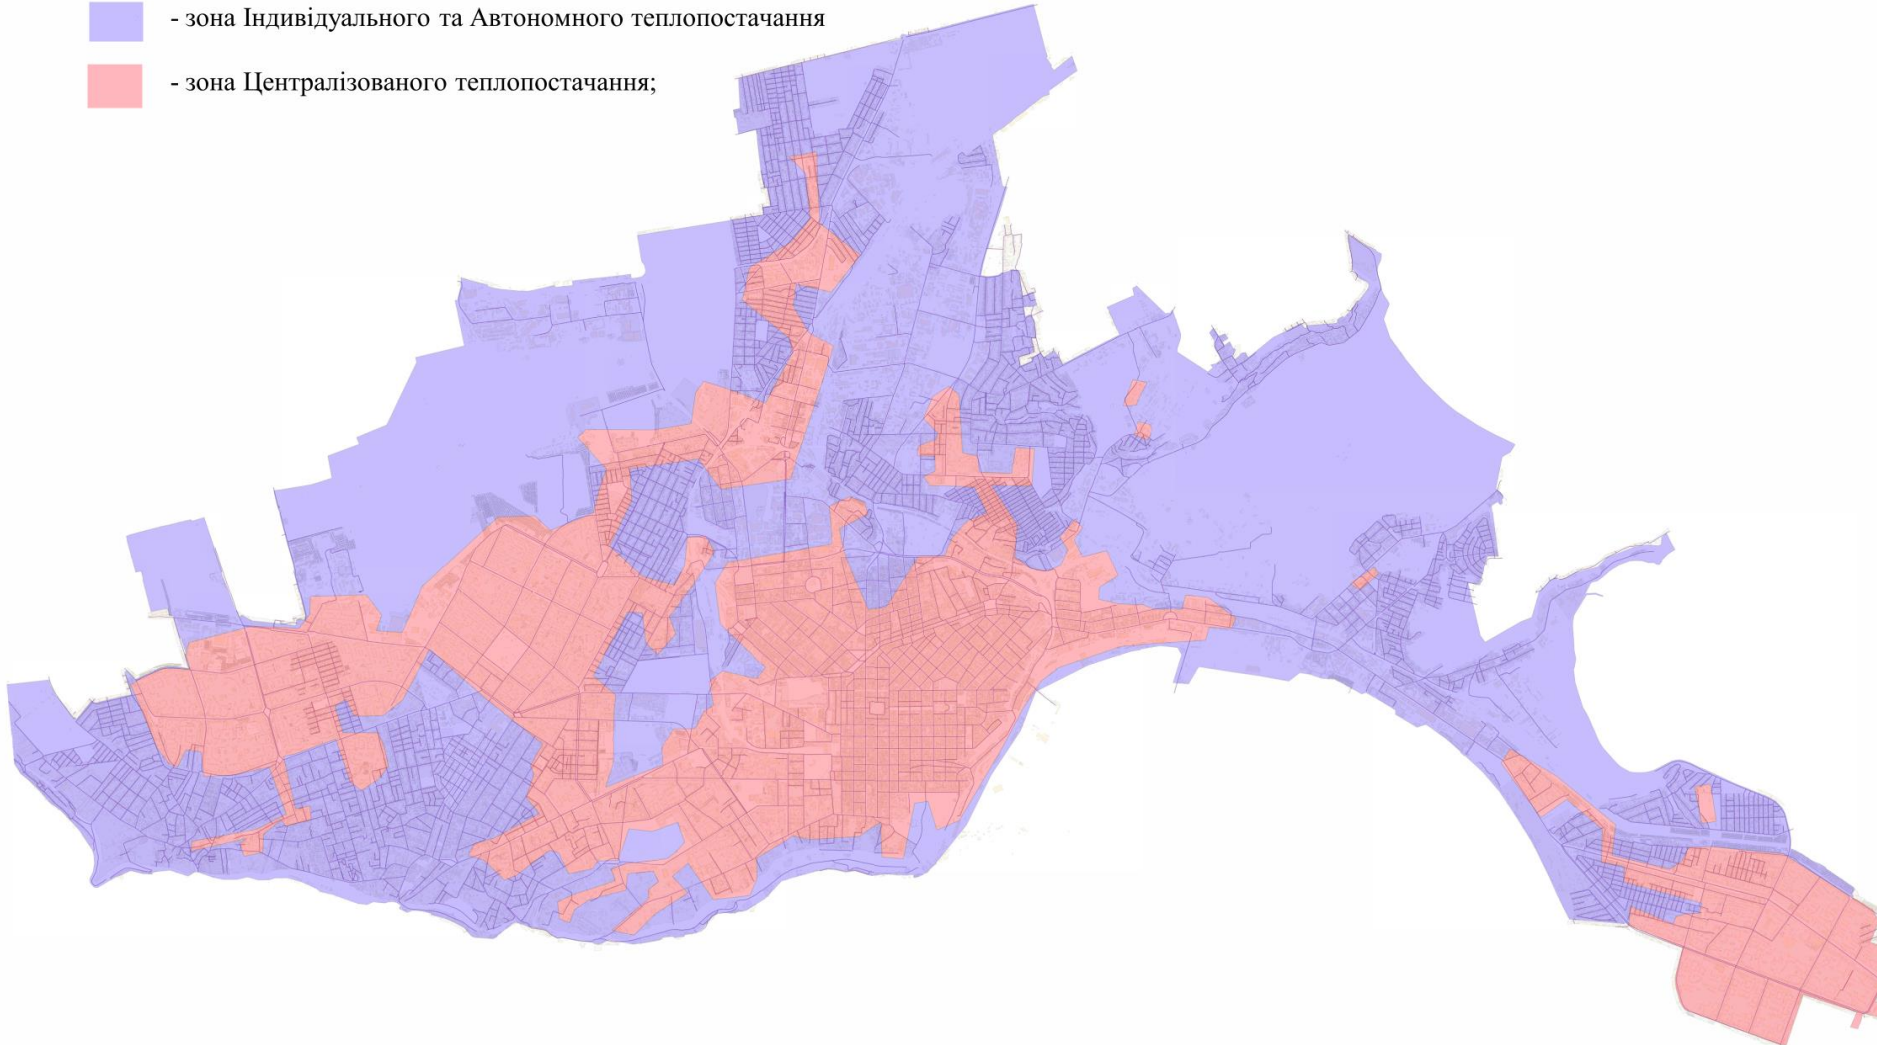 - зона Індивідуального та Автономного теплопостачання
- зона Централізованого теплопостачання;